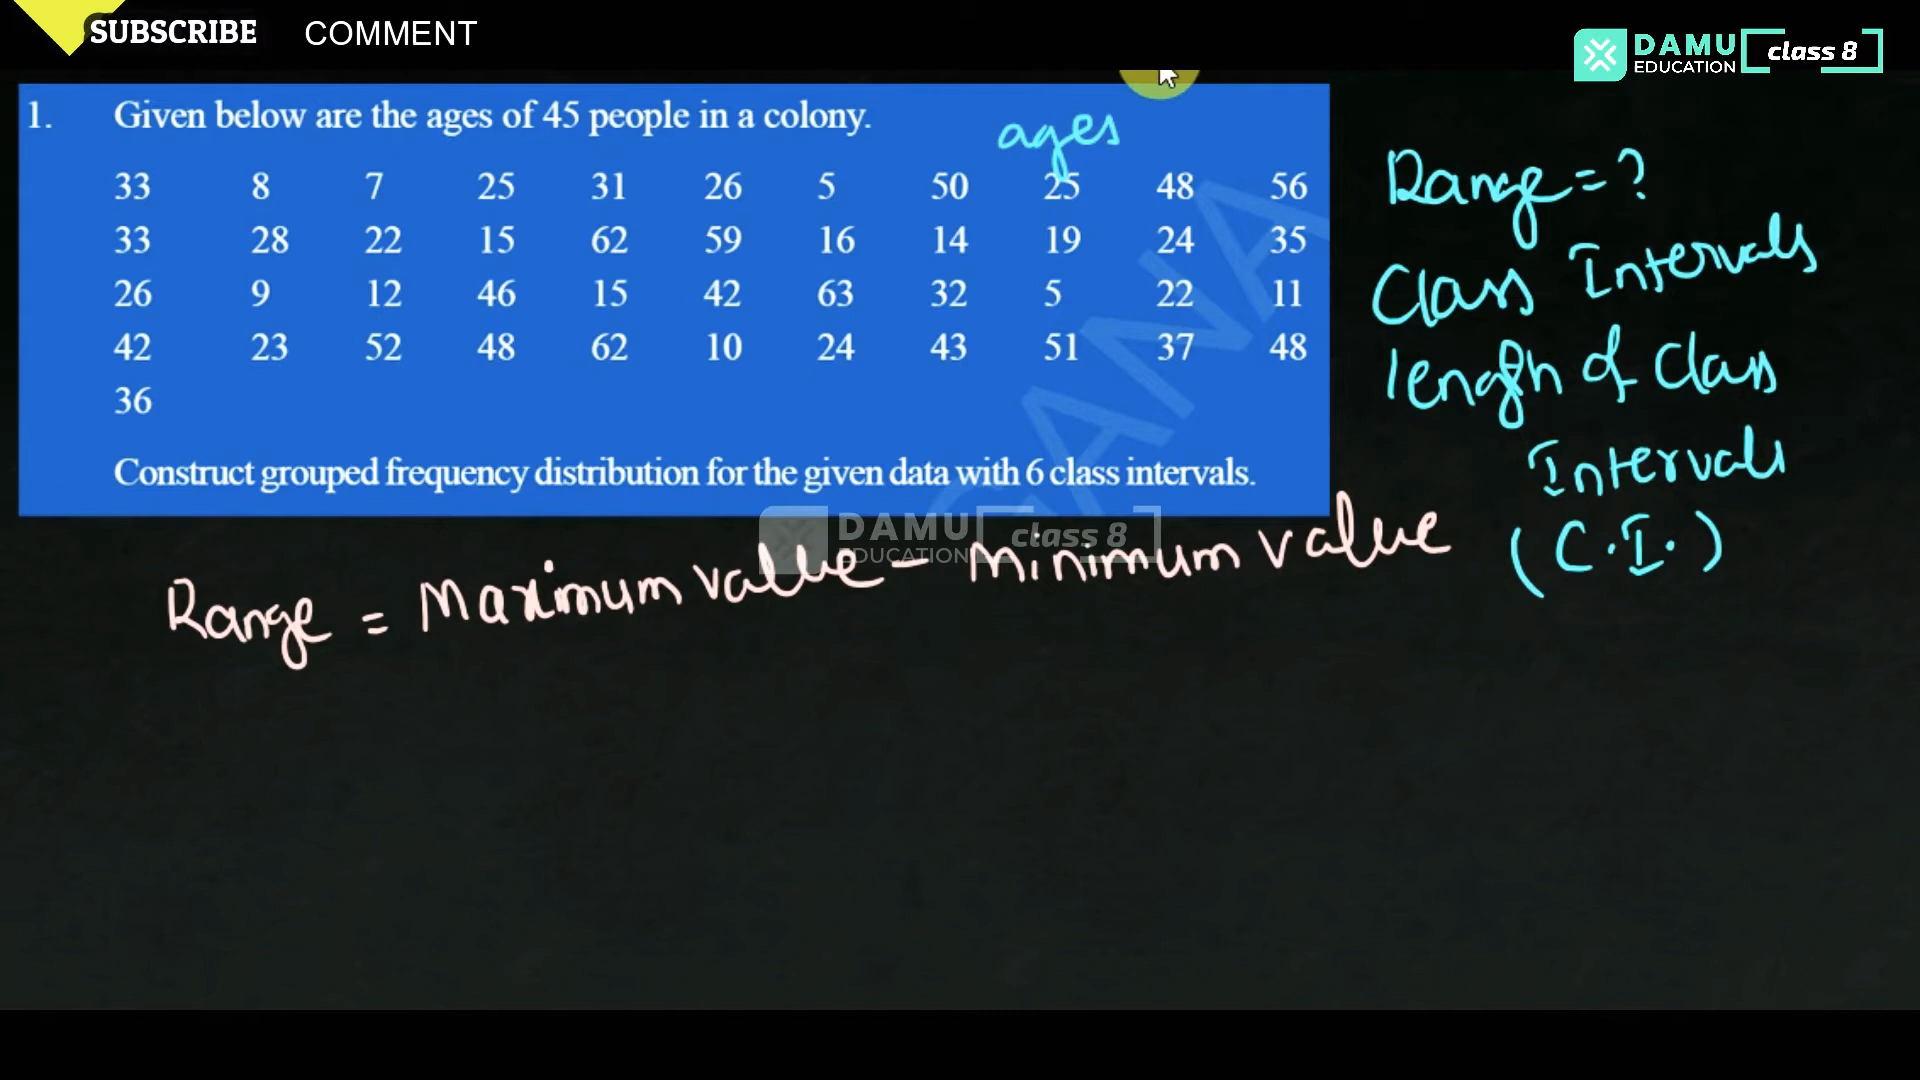 SUBSCRIBE COMMENT
DAMU EDUCATION class 8
1. Given below are the ages of 45 people in a colony.
ages
33 8 7 25 31 26 5 50 25 48 56
33 28 22 15 62 59 16 14 19 24 35
26 9 12 46 15 42 63 32 5 22 11
42 23 52 48 62 10 24 43 51 37 48
36
Construct grouped frequency distribution for the given data with 6 class intervals.
Range = ?
Class Intervals
length of Class
Intervals
(C.I.)
DAMU EDUCATION class 8
Range = Maximum value - Minimum value